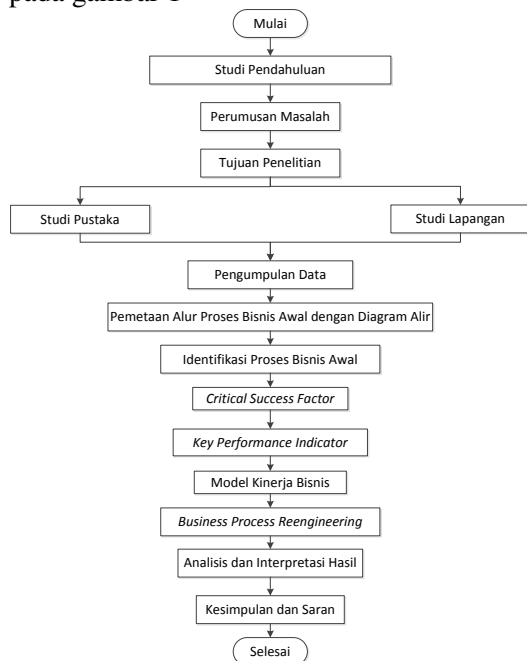 pada gambar 1
Mulai
Studi Pendahuluan
Perumusan Masalah
Tujuan Penelitian
Studi Pustaka
Studi Lapangan
Pengumpulan Data
Pemetaan Alur Proses Bisnis Awal dengan Diagram Alir
Identifikasi Proses Bisnis Awal
Critical Success Factor
Key Performance Indicator
Model Kinerja Bisnis
Business Process Reengineering
Analisis dan Interpretasi Hasil
Kesimpulan dan Saran
Selesai